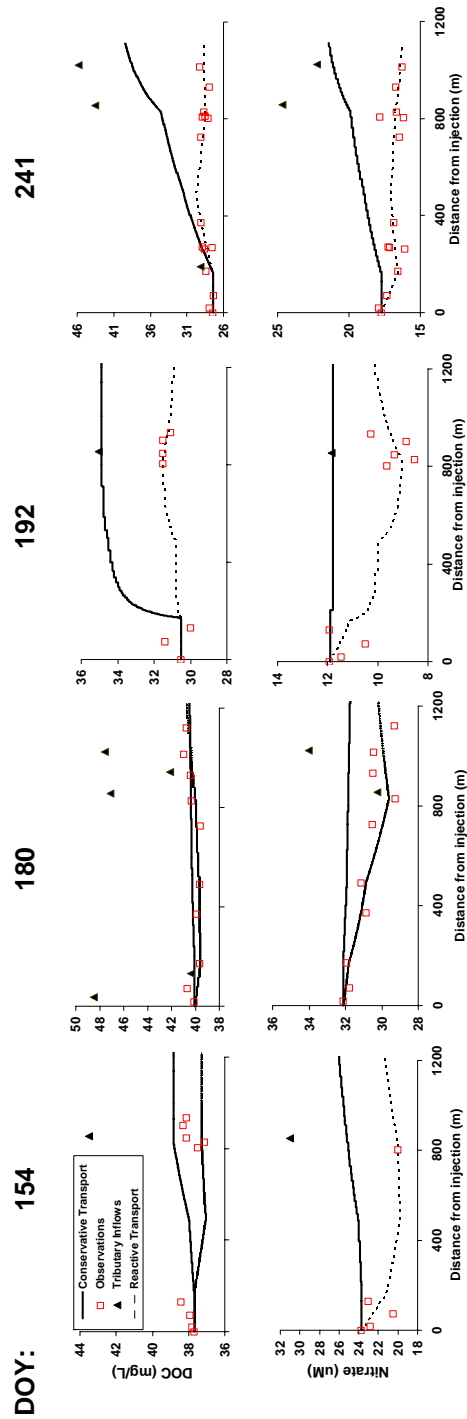 DOY:
154
180
192
241
Conservative Transport
Observations
Tributary Inflows
Reactive Transport
DOC (mg/L)
44
42
40
38
36
50
48
46
44
42
40
38
36
34
32
30
28
46
41
36
31
26
Nitrate (uM)
32
28
24
20
0 400 800 1200
Distance from injection (m)
36
34
32
30
28
0 400 800 1200
Distance from injection (m)
14
12
10
8
0 400 800 1200
Distance from injection (m)
25
20
15
0 400 800 1200
Distance from injection (m)